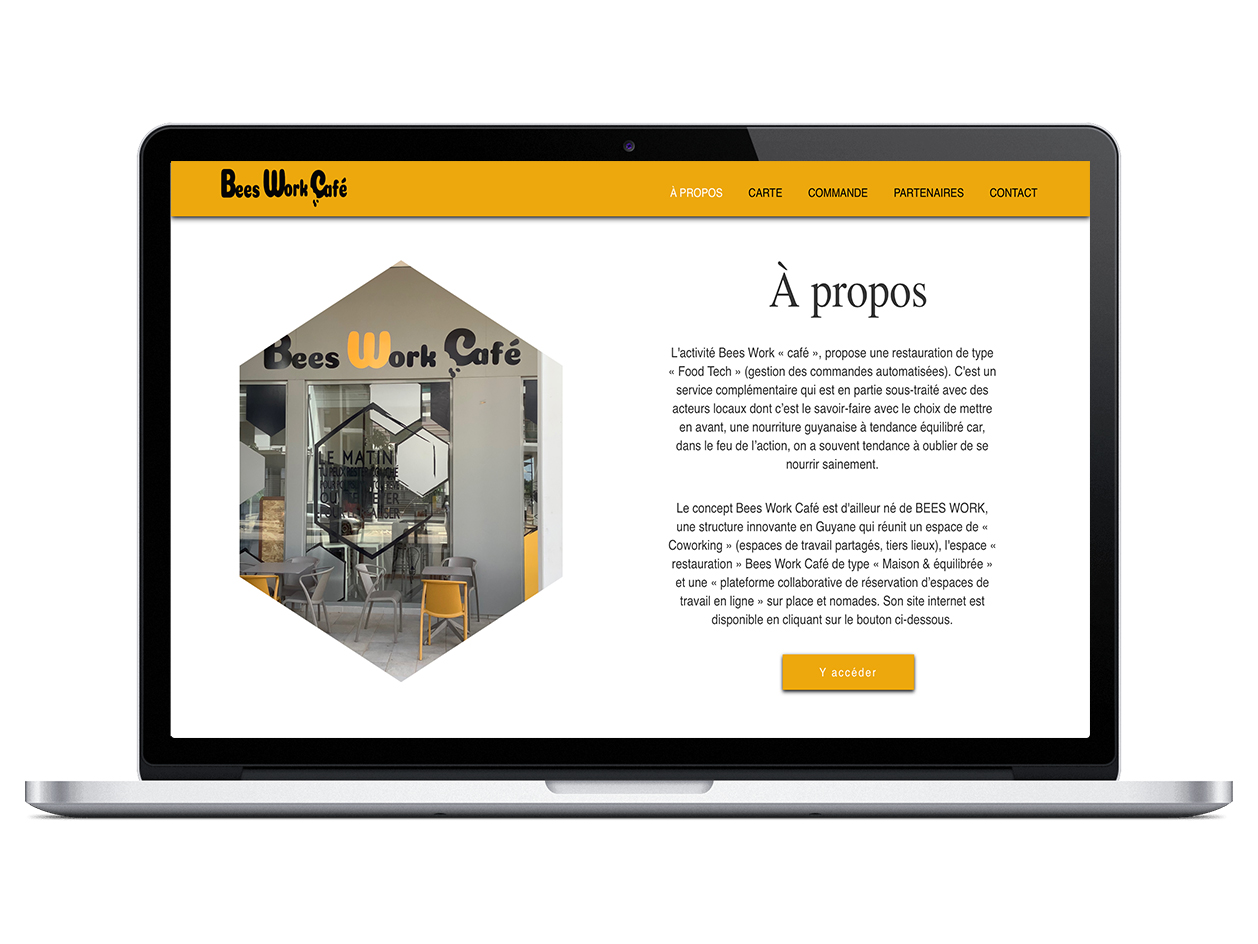 Bees Work Café
À PROPOS CARTE COMMANDE PARTENAIRES CONTACT
Bees Work Café
LE MATIN
À propos
L'activité Bees Work « café », propose une restauration de type
« Food Tech » (gestion des commandes automatisées). C'est un
service complémentaire qui est en partie sous-traité avec des
acteurs locaux dont c'est le savoir-faire avec le choix de mettre
en avant, une nourriture guyanaise à tendance équilibré car,
dans le feu de l'action, on a souvent tendance à oublier de se
nourrir sainement.
Le concept Bees Work Café est d'ailleur né de BEES WORK,
une structure innovante en Guyane qui réunit un espace de «
Coworking » (espaces de travail partagés, tiers lieux), l'espace «
restauration » Bees Work Café de type « Maison & équilibrée »
et une « plateforme collaborative de réservation d'espaces de
travail en ligne » sur place et nomades. Son site internet est
disponible en cliquant sur le bouton ci-dessous.
Y accéder